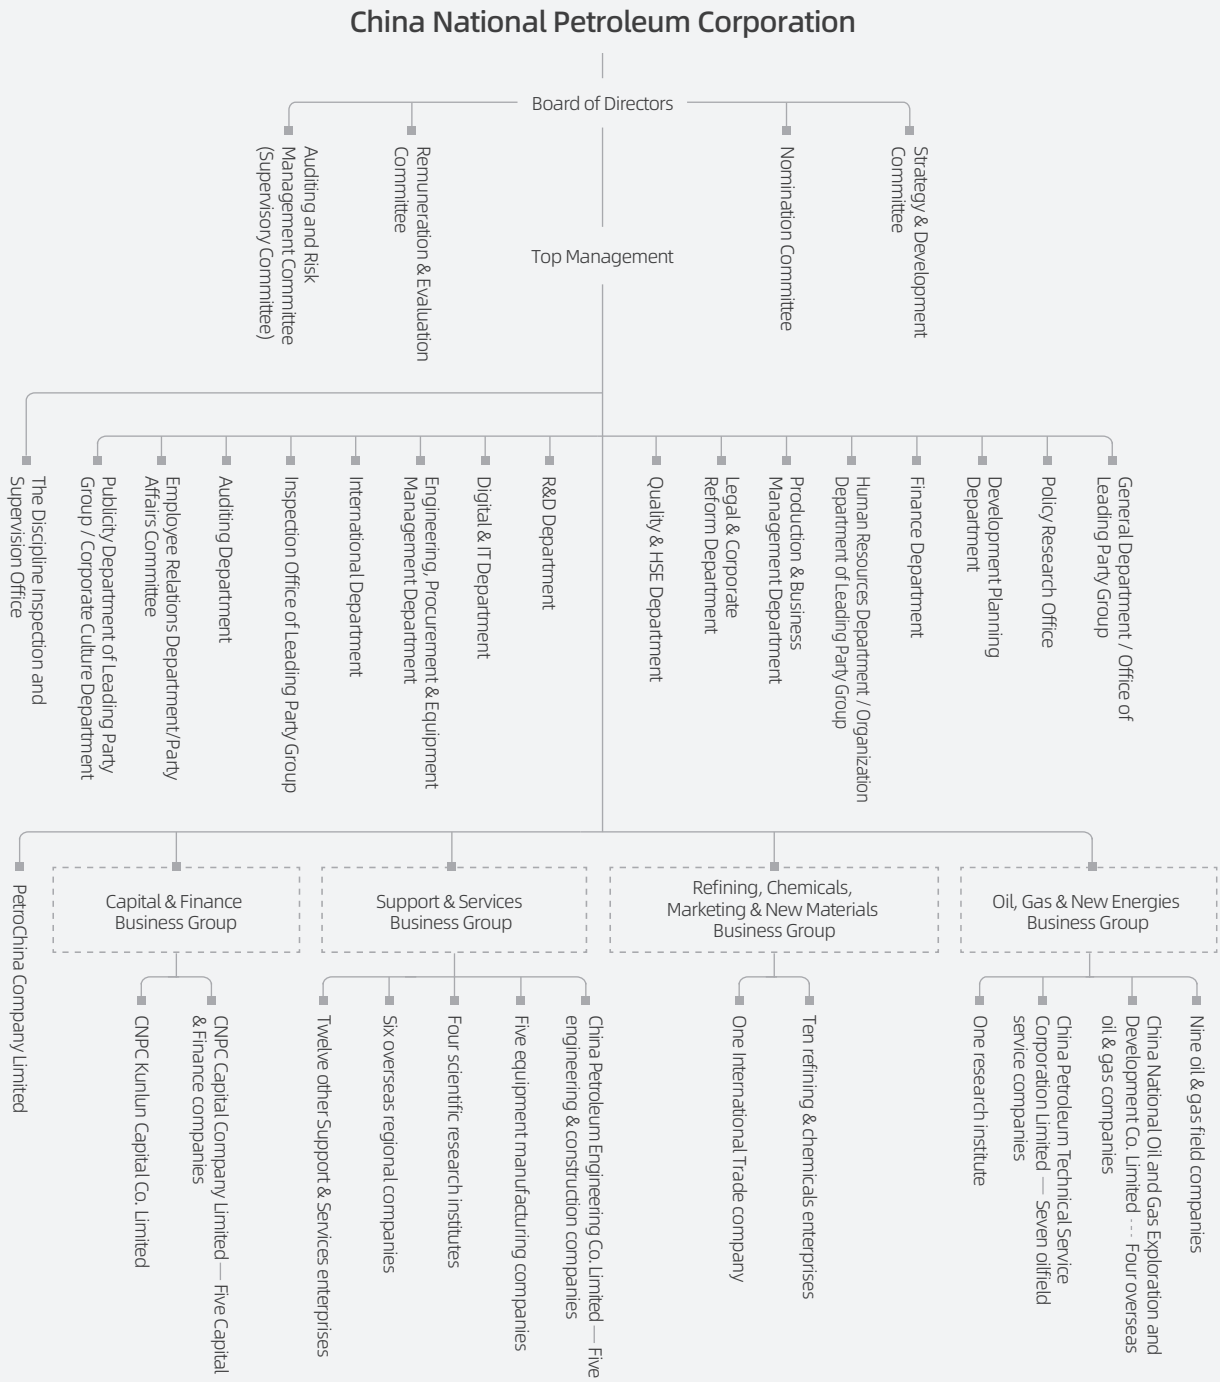 China National Petroleum Corporation
Board of Directors
Auditing and Risk
Management Committee
(Supervisory Committee)
Remuneration & Evaluation
Committee
Nomination Committee
Strategy & Development
Committee
Top Management
The Discipline Inspection and
Supervision Office
Publicity Department of Leading Party
Group / Corporate Culture Department
Employee Relations Department/Party
Affairs Committee
Auditing Department
Inspection Office of Leading Party Group
International Department
Engineering, Procurement & Equipment
Management Department
Digital & IT Department
R&D Department
Quality & HSE Department
Legal & Corporate
Reform Department
Production & Business
Management Department
Human Resources Department / Organization
Department of Leading Party Group
Finance Department
Development Planning
Department
Policy Research Office
General Department / Office of
Leading Party Group
PetroChina Company Limited
Capital & Finance
Business Group
CNPC Kunlun Capital Co. Limited
CNPC Capital Company Limited — Five Capital
& Finance companies
Support & Services
Business Group
Twelve other Support & Services enterprises
Six overseas regional companies
Four scientific research institutes
Five equipment manufacturing companies
China Petroleum Engineering Co. Limited — Five
engineering & construction companies
Refining, Chemicals,
Marketing & New Materials
Business Group
One International Trade company
Ten refining & chemicals enterprises
Oil, Gas & New Energies
Business Group
One research institute
China Petroleum Technical Service
Corporation Limited — Seven oilfield
service companies
China National Oil and Gas Exploration and
Development Co. Limited --- Four overseas
oil & gas companies
Nine oil & gas field companies